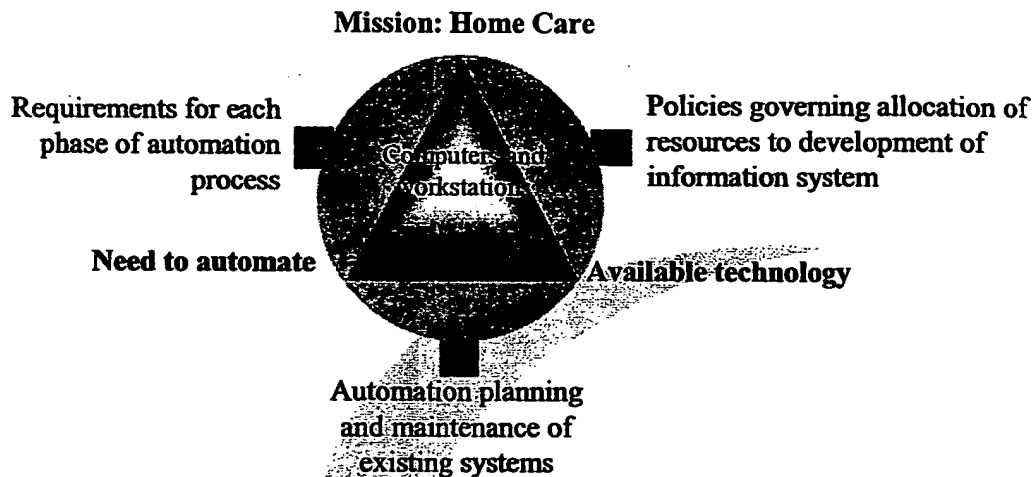 Mission: Home Care
Requirements for each
phase of automation
process
Policies governing allocation of
resources to development of
information system
Computers and
workstation
Need to automate
Available technology
Automation planning
and maintenance of
existing systems